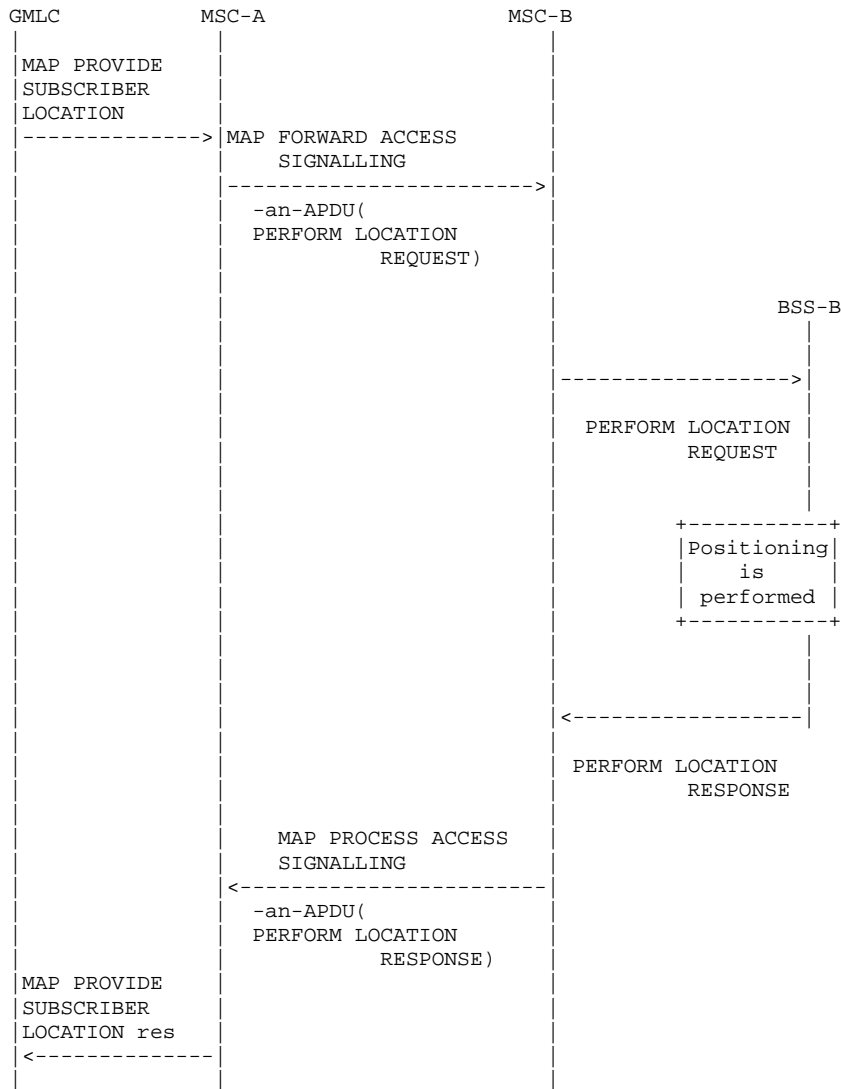 GMLC MSC-A MSC-B
MAP PROVIDE
SUBSCRIBER
LOCATION
MAP FORWARD ACCESS
SIGNALLING
-an-APDU(
PERFORM LOCATION
REQUEST)
BSS-B
PERFORM LOCATION
REQUEST
Positioning
is
performed
PERFORM LOCATION
RESPONSE
MAP PROCESS ACCESS
SIGNALLING
-an-APDU(
PERFORM LOCATION
RESPONSE)
MAP PROVIDE
SUBSCRIBER
LOCATION res